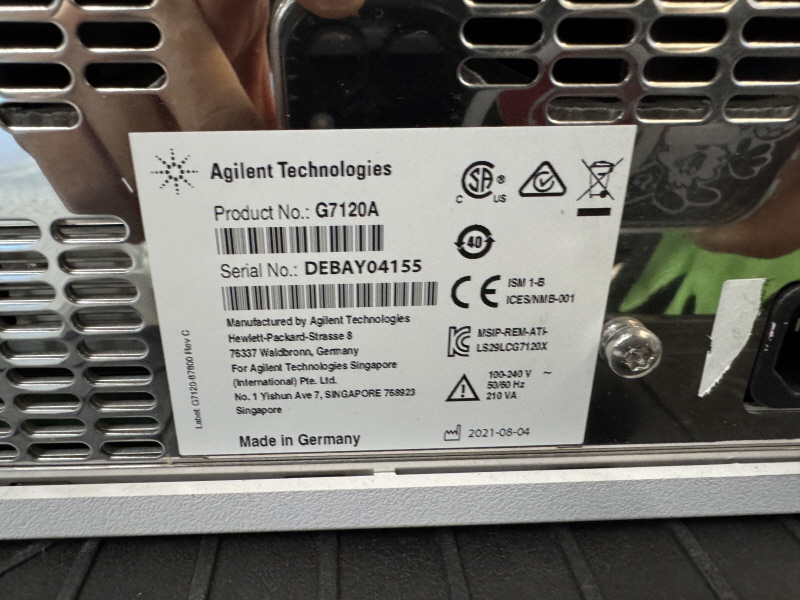 Agilent Technologies
Product No.: G7120A
Serial No.: DEBAY04155
Manufactured by Agilent Technologies
Hewlett-Packard-Strasse 8
76337 Waldbronn, Germany
For Agilent Technologies Singapore
(International) Pte. Ltd.
No. 1 Yishun Ave 7, SINGAPORE 768923
Singapore
Made in Germany
Label: G7120-87800 Rev C
C SA ® US
40
CE ISM 1-B
ICES/NMB-001
MSIP-REM-ATI-
LS29LCG7120X
100-240 V ~
50/60 Hz
210 VA
2021-08-04